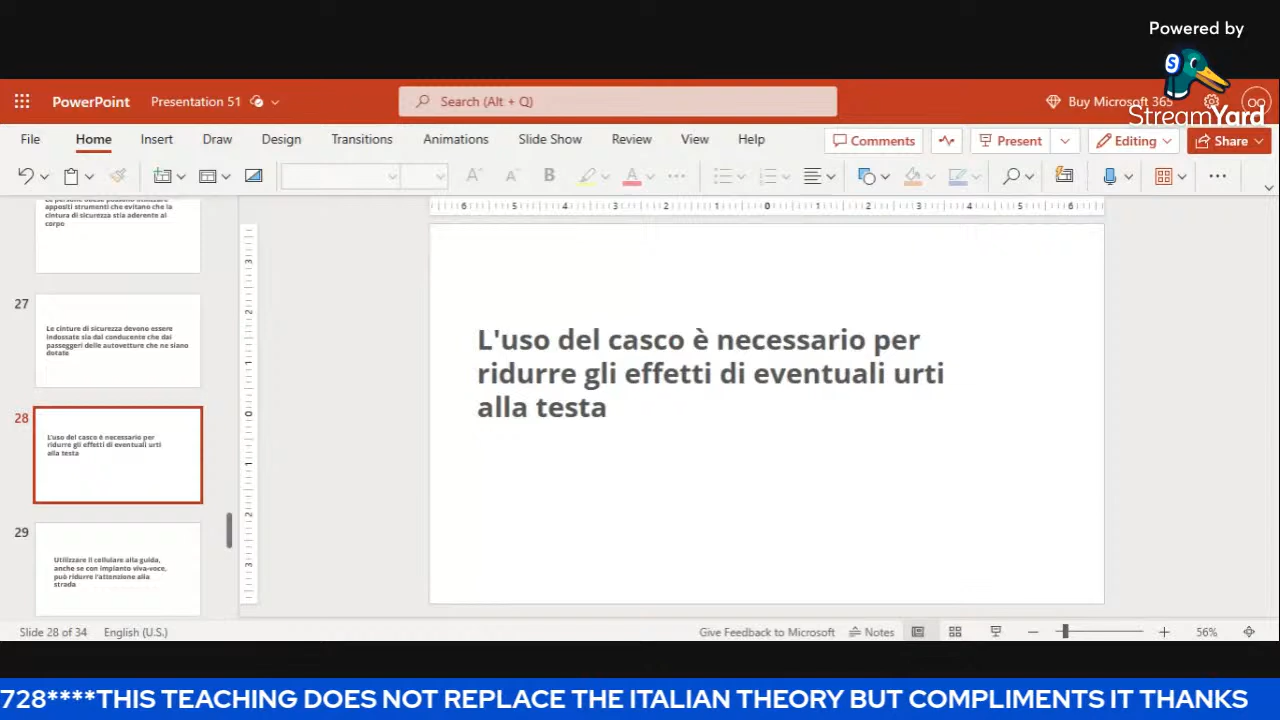 Powered by
StreamYard
PowerPoint
Presentation 51
Search (Alt + Q)
Buy Microsoft 365
OO
File
Home
Insert
Draw
Design
Transitions
Animations
Slide Show
Review
View
Help
Comments
Present
Editing
Share
appositi strumenti che evitano che la
cintura di sicurezza stia aderente al
corpo
27
Le cinture di sicurezza devono essere
indossate sia dal conducente che dai
passeggeri delle autovetture che ne siano
dotate
28
L'uso del casco è necessario per
ridurre gli effetti di eventuali urti
alla testa
29
Utilizzare il cellulare alla guida,
anche se con impianto viva-voce,
può ridurre l'attenzione alla
strada
L'uso del casco è necessario per
ridurre gli effetti di eventuali urti
alla testa
Slide 28 of 34
English (U.S.)
Give Feedback to Microsoft
Notes
56%
728****THIS TEACHING DOES NOT REPLACE THE ITALIAN THEORY BUT COMPLIMENTS IT THANKS